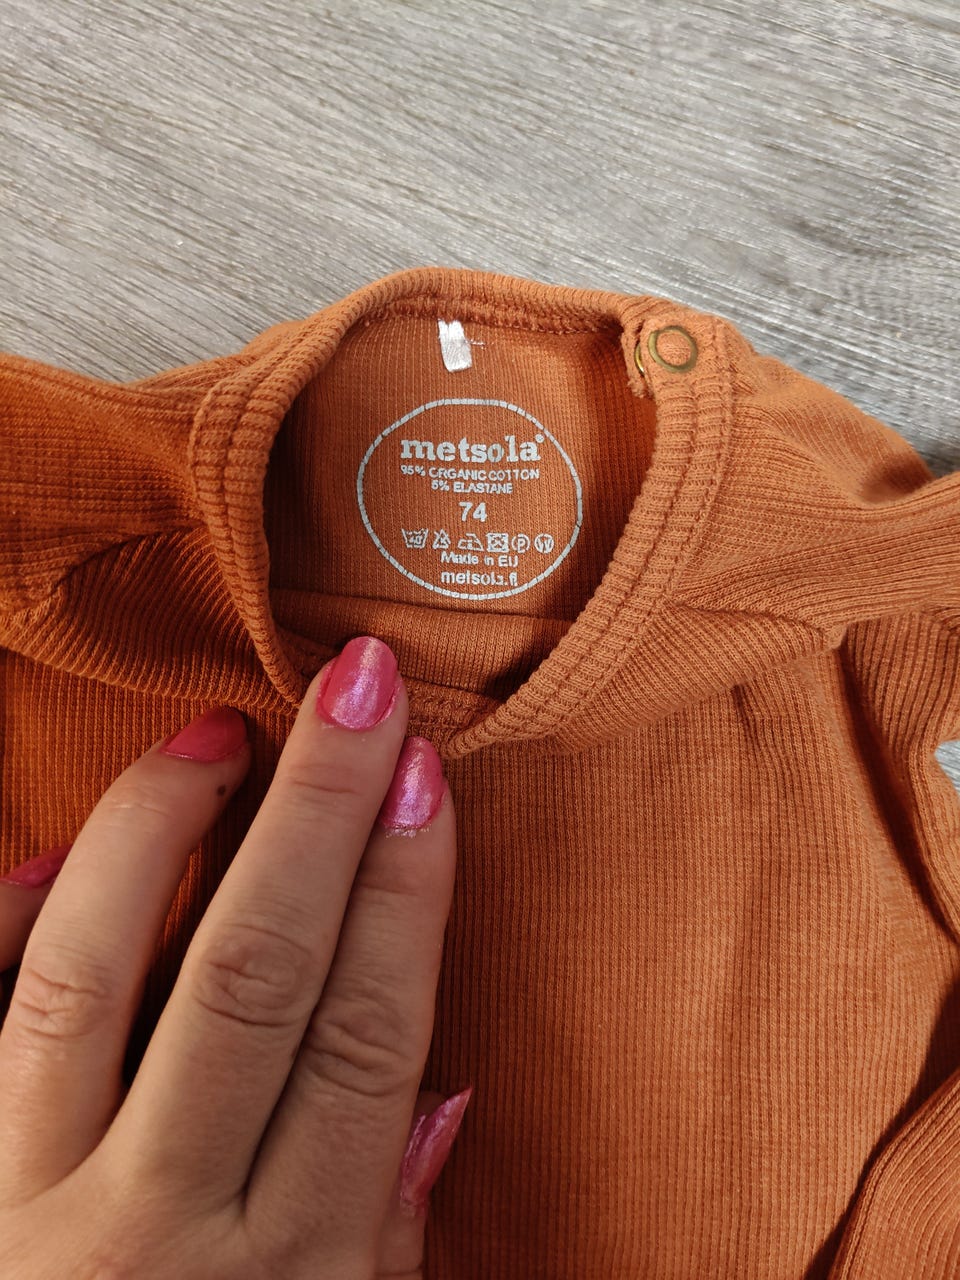 metsola
95% ORGANIC COTTON
5% ELASTANE
74
Made in EU
metsola.fi